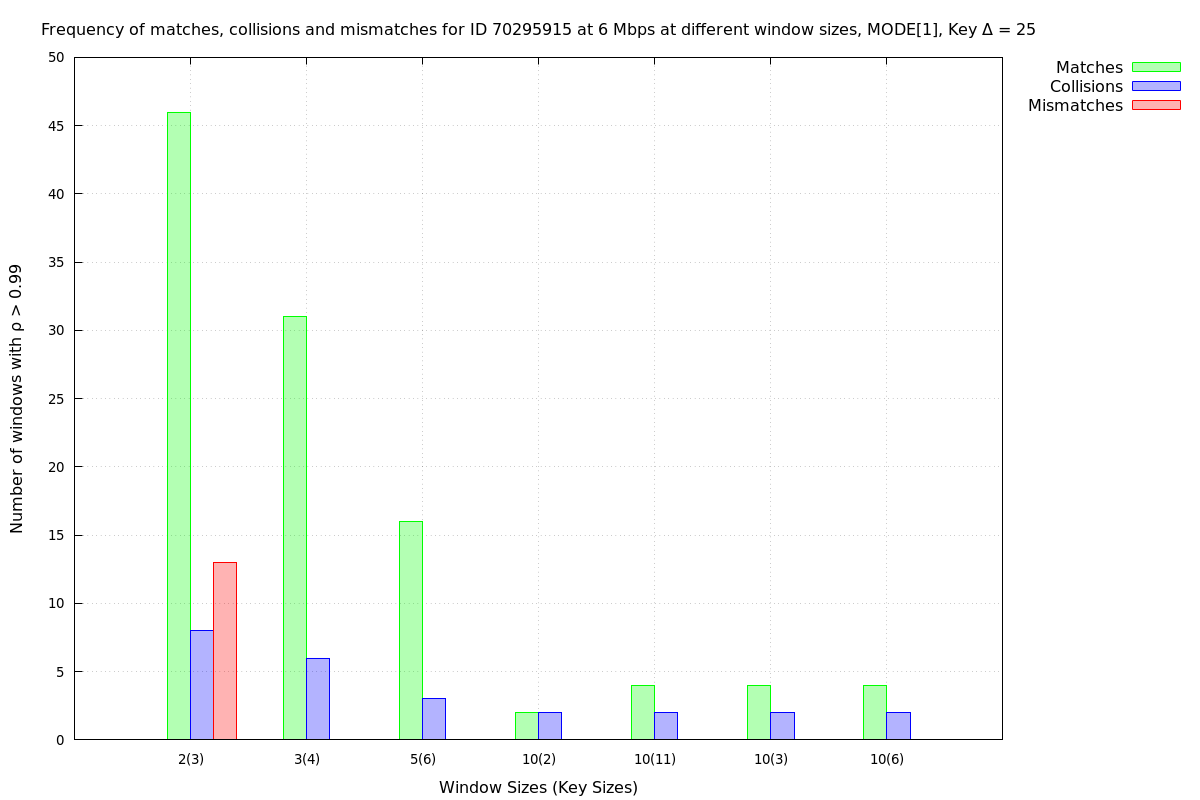 Frequency of matches, collisions and mismatches for ID 70295915 at 6 Mbps at different window sizes, MODE[1], Key Δ = 25
Matches
Collisions
Mismatches
Number of windows with ρ > 0.99
50
45
40
35
30
25
20
15
10
5
0
2(3) 3(4) 5(6) 10(2) 10(11) 10(3) 10(6)
Window Sizes (Key Sizes)